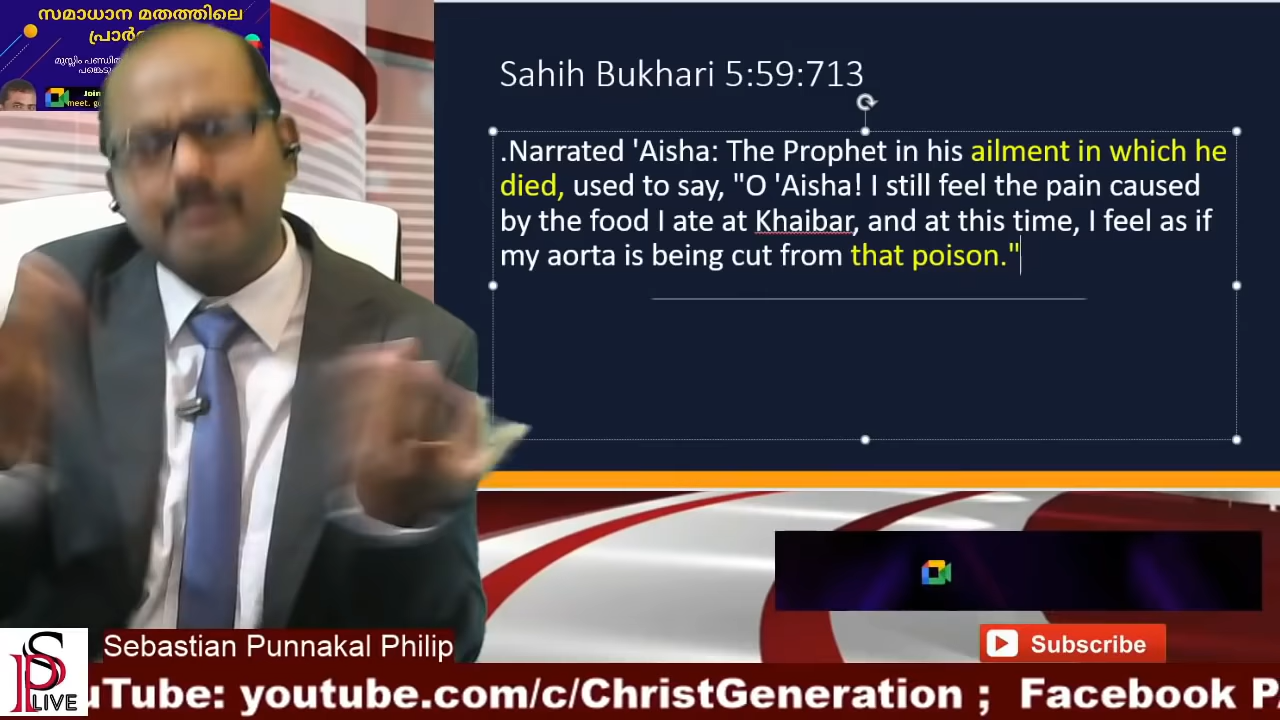 സമാധാന മതത്തിലെ
മുസ്ലിം
Join
meet. g
Sahih Bukhari 5:59:713
.Narrated 'Aisha: The Prophet in his ailment in which he
died, used to say, "O 'Aisha! I still feel the pain caused
by the food I ate at Khaibar, and at this time, I feel as if
my aorta is being cut from that poison."
Subscribe
SP
LIVE
Sebastian Punnakal Philip
uTube: youtube.com/c/ChristGeneration ; Facebook P